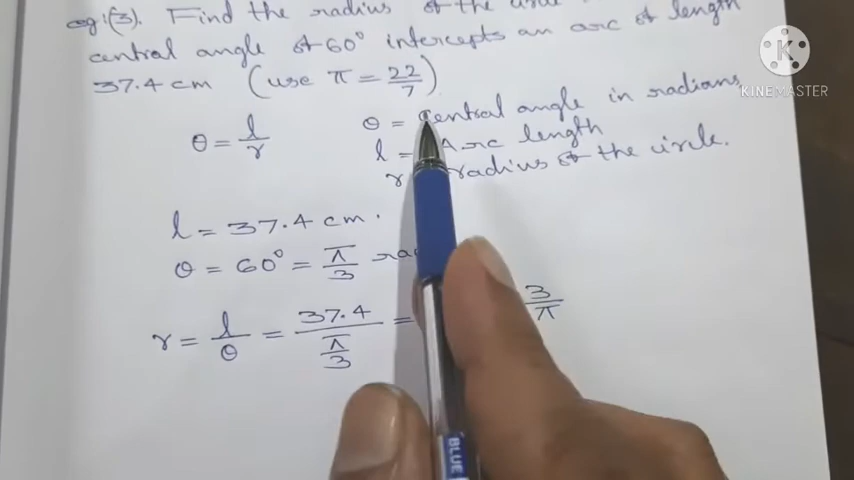 eg:(3). Find the radius of the circle
central angle of 60° intercepts an arc of length
37.4 cm (use π = 22/7)
KINEMASTER
θ = l/r
θ = central angle in radians
l = Arc length
r radius of the circle.
l = 37.4 cm.
θ = 60° = π/3
r = l/θ = 37.4/(π/3) = 3/π
BLUE